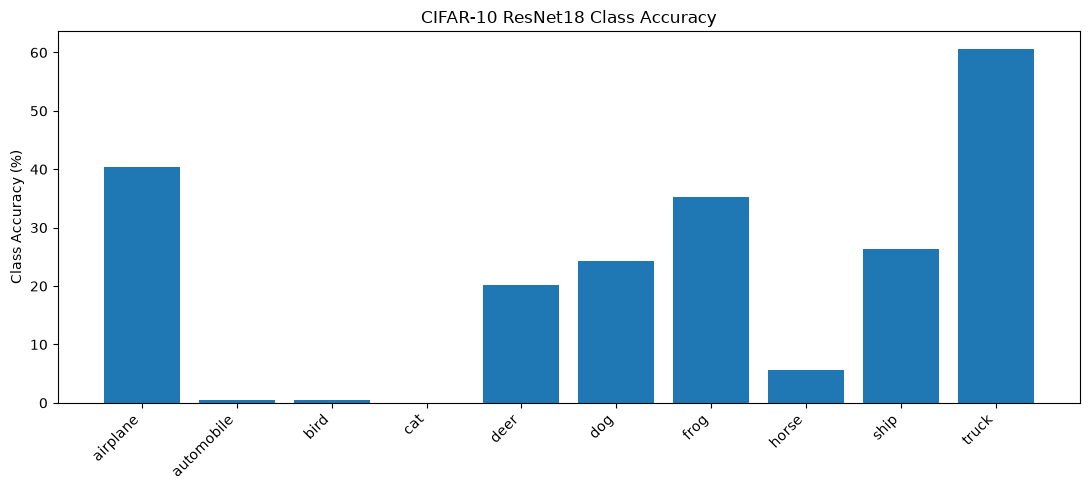 CIFAR-10 ResNet18 Class Accuracy
Class Accuracy (%)
60
50
40
30
20
10
0
airplane
automobile
bird
cat
deer
dog
frog
horse
ship
truck